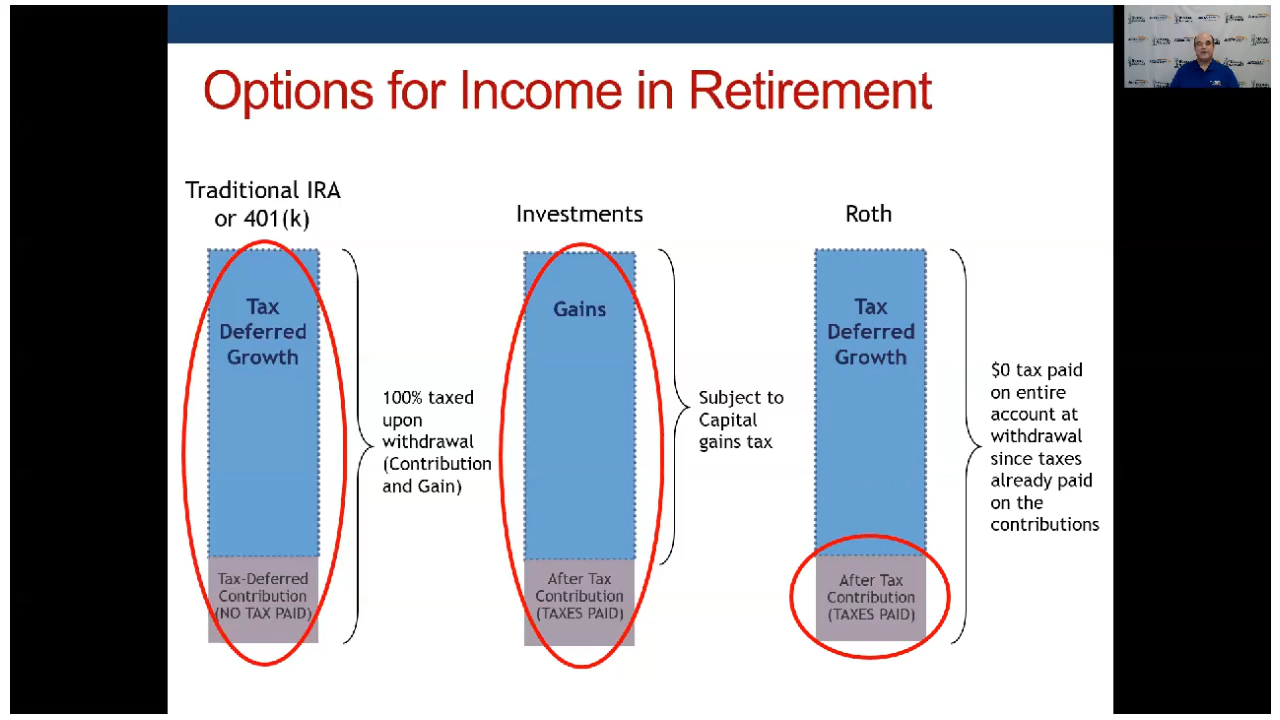 Options for Income in Retirement
Traditional IRA
or 401(k)
Tax
Deferred
Growth
Tax-Deferred
Contribution
(NO TAX PAID)
100% taxed
upon
withdrawal
(Contribution
and Gain)
Investments
Gains
After Tax
Contribution
(TAXES PAID)
Subject to
Capital
gains tax
Roth
Tax
Deferred
Growth
After Tax
Contribution
(TAXES PAID)
$0 tax paid
on entire
account at
withdrawal
since taxes
already paid
on the
contributions